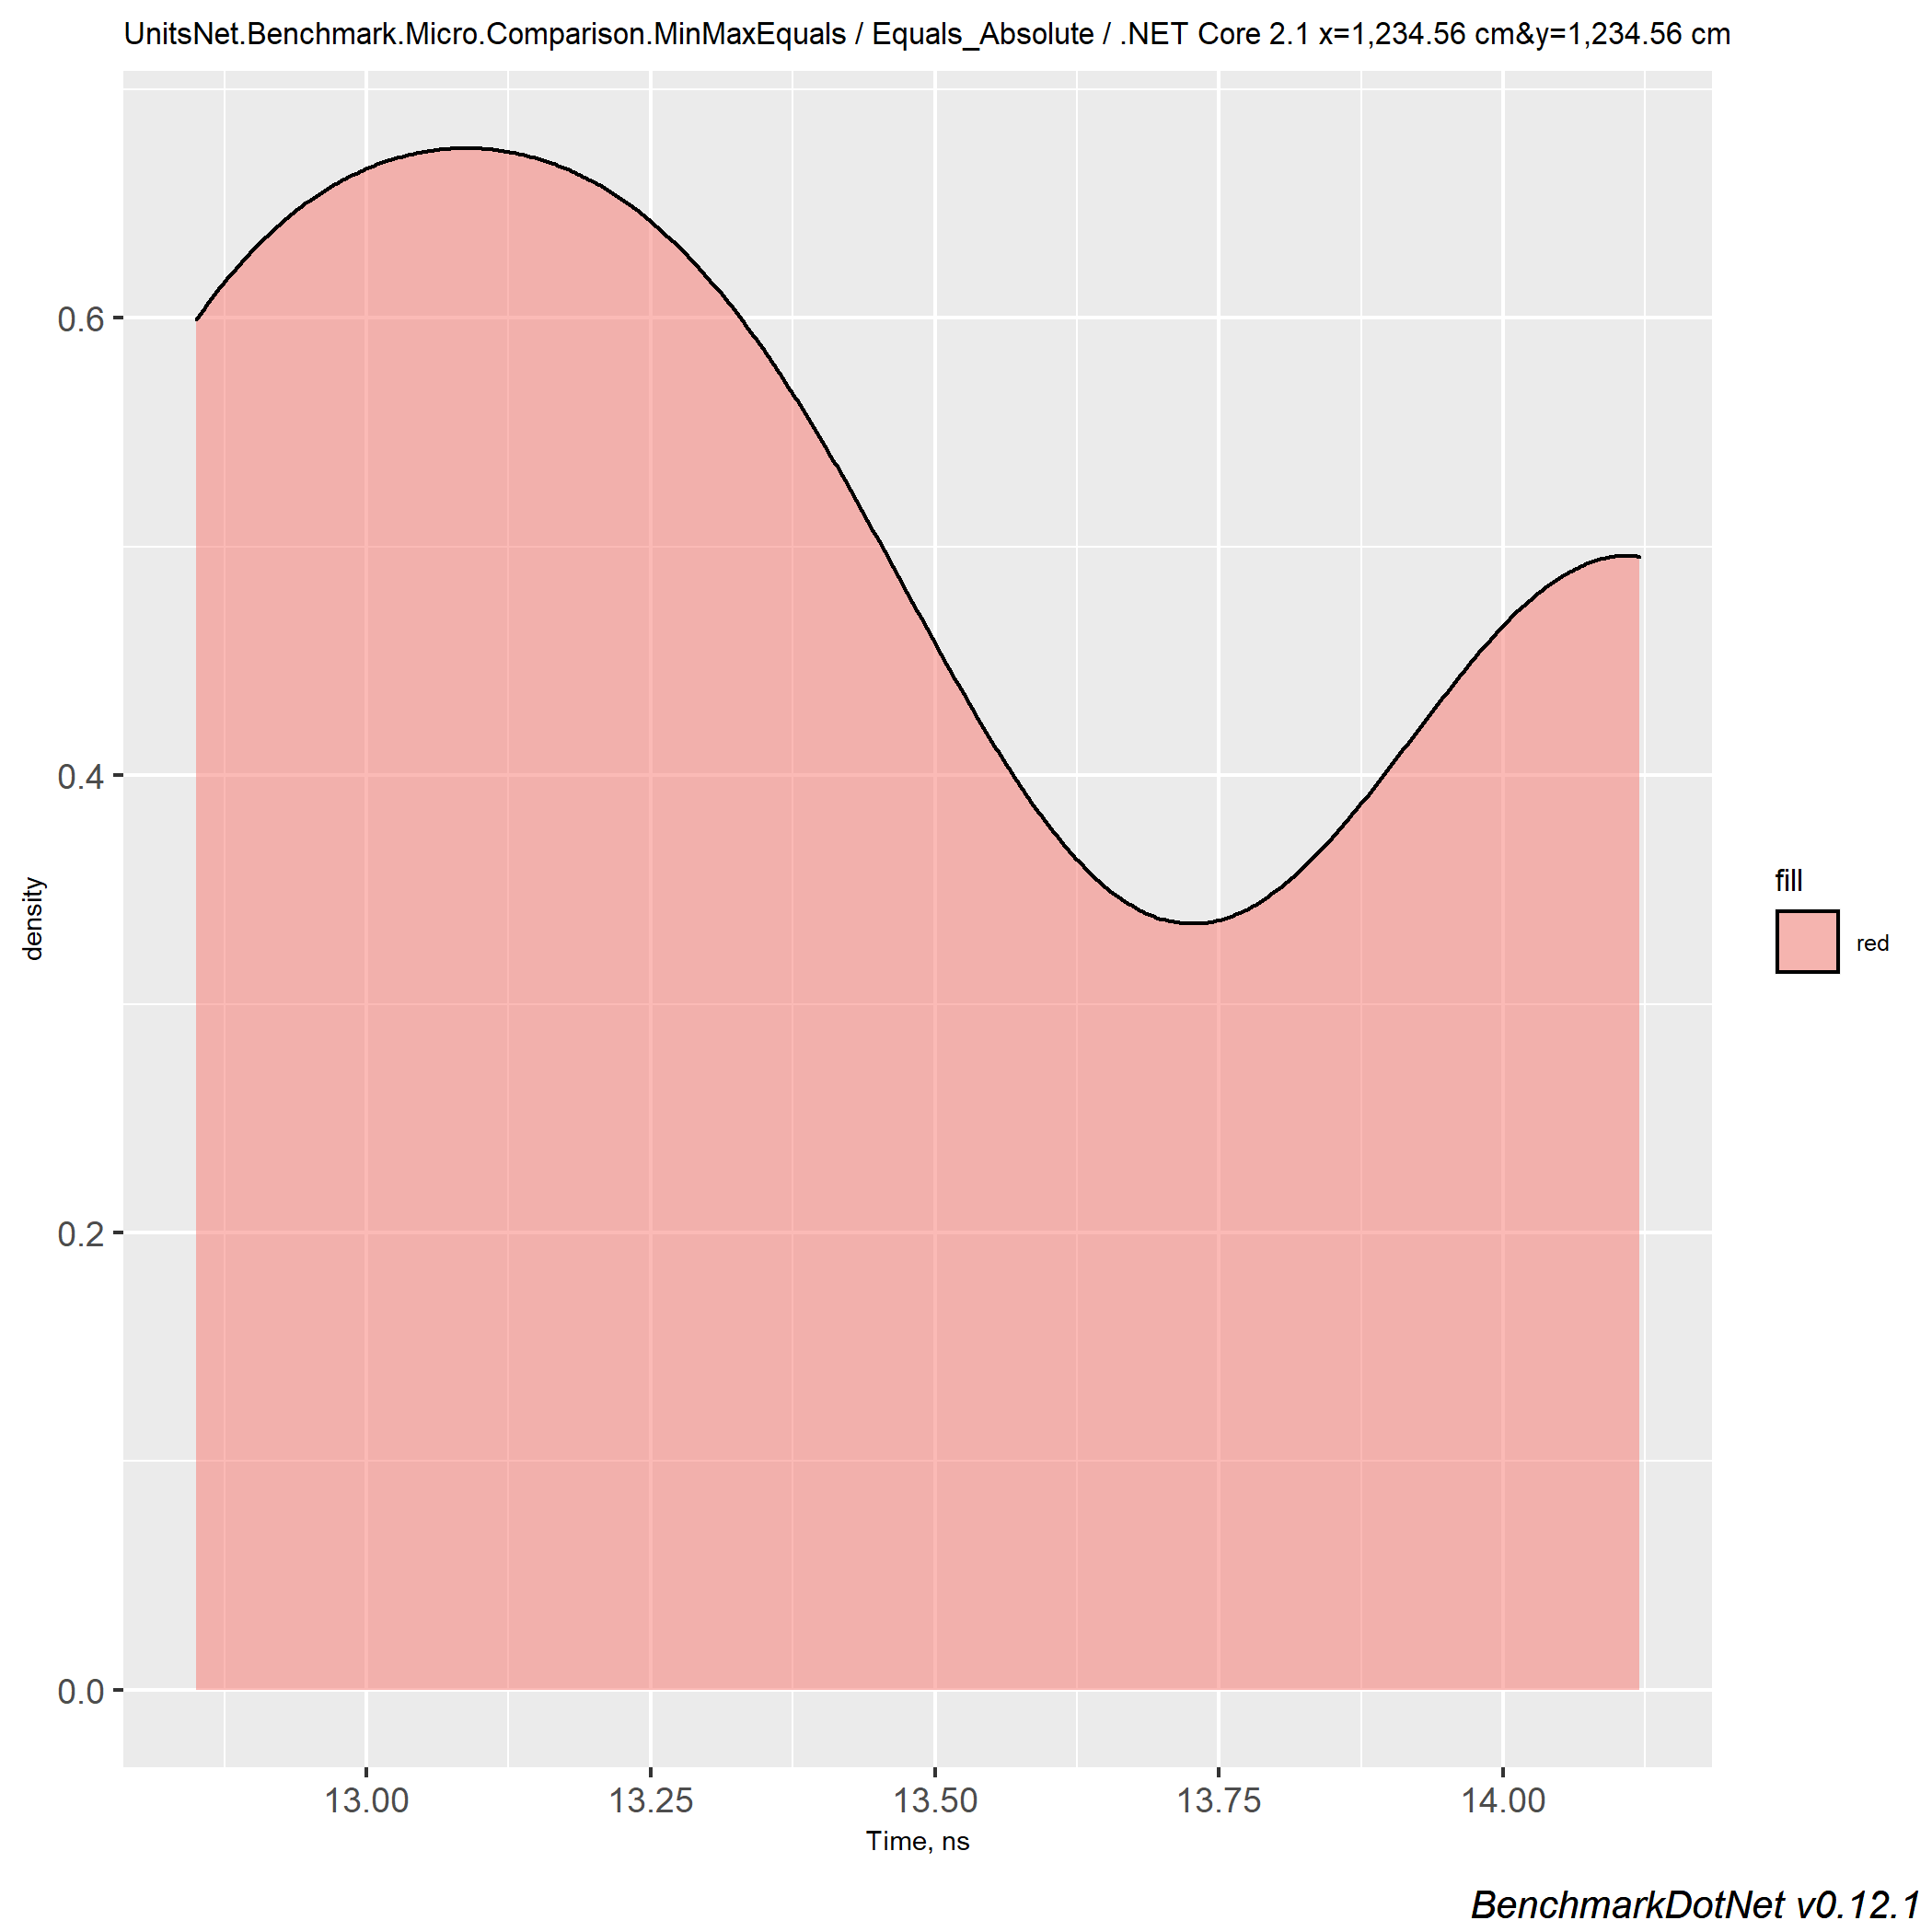 UnitsNet.Benchmark.Micro.Comparison.MinMaxEquals / Equals_Absolute / .NET Core 2.1 x=1,234.56 cm&y=1,234.56 cm
0.6
0.4
0.2
0.0
density
13.00 13.25 13.50 13.75 14.00
Time, ns
fill
red
BenchmarkDotNet v0.12.1